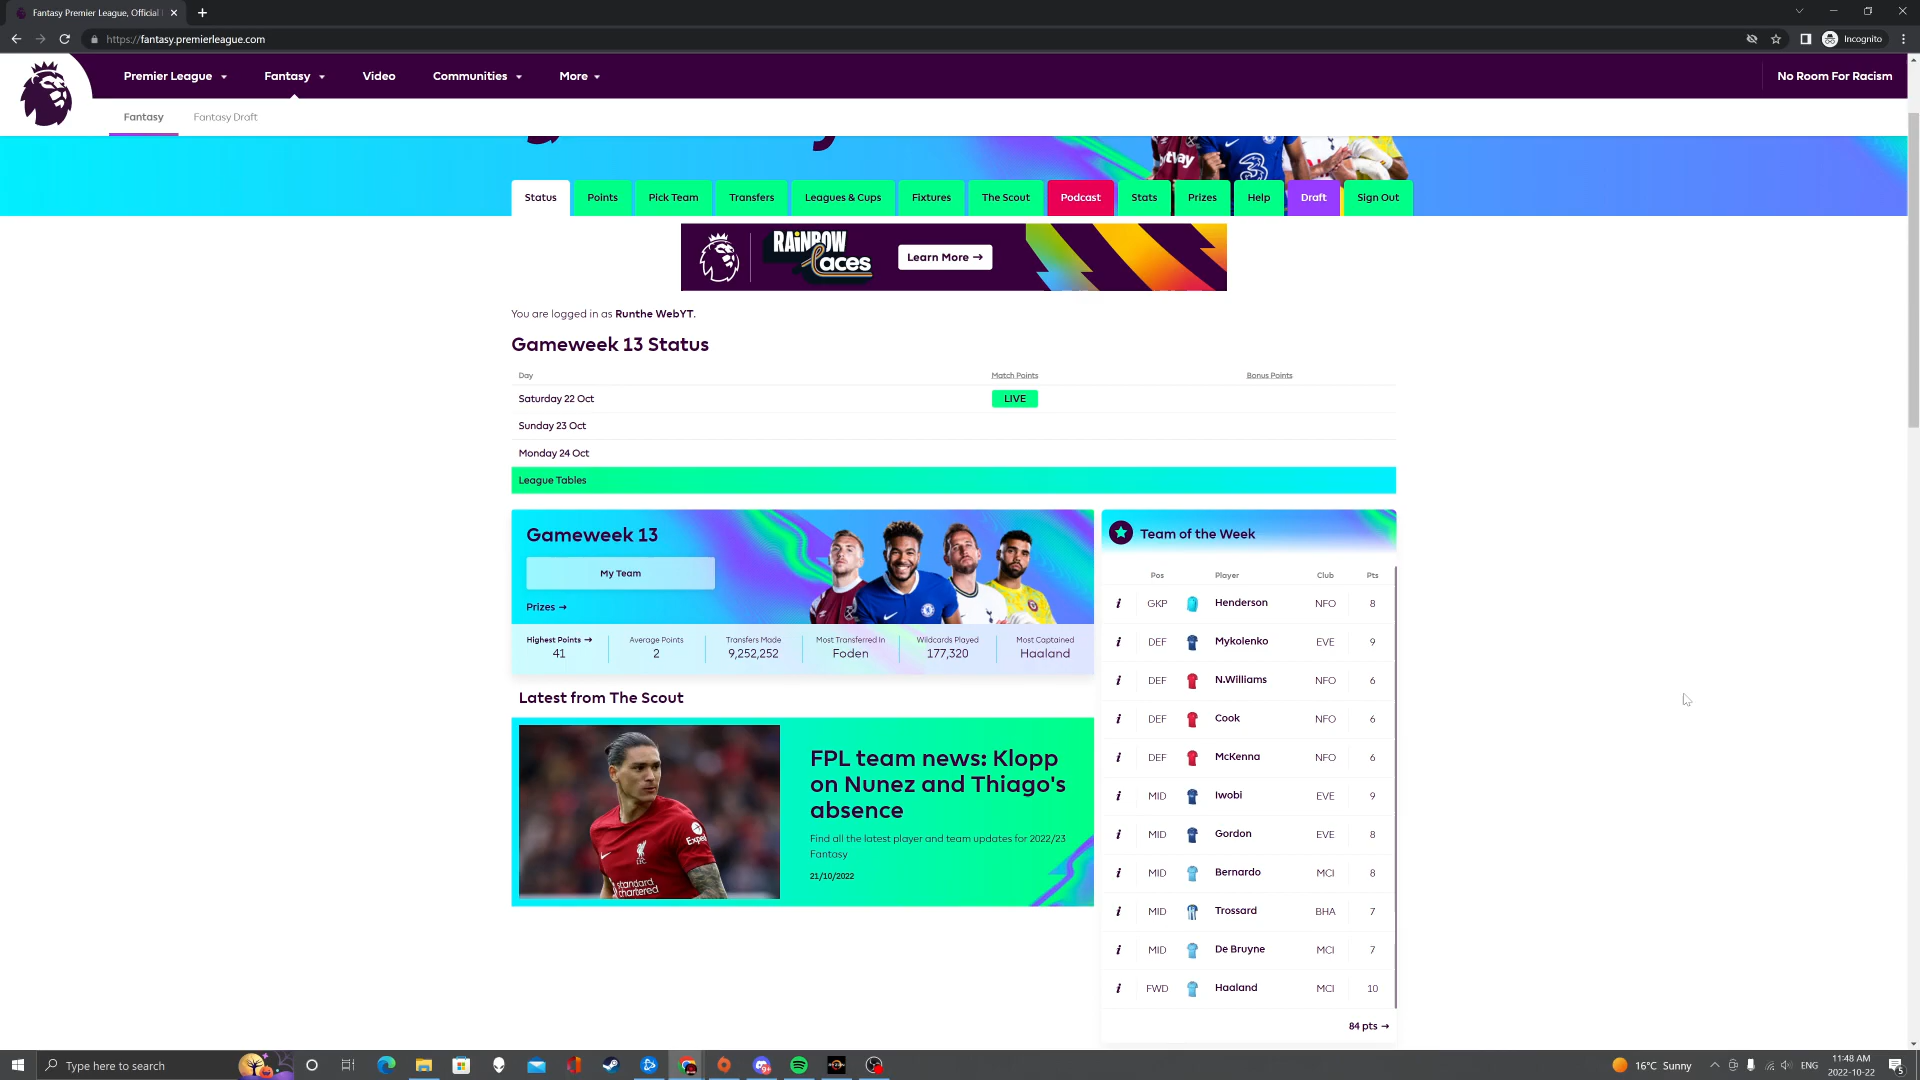 Fantasy Premier League, Official
https://fantasy.premierleague.com
Incognito
Premier League
Fantasy
Video
Communities
More
No Room For Racism
Fantasy
Fantasy Draft
Status
Points
Pick Team
Transfers
Leagues & Cups
Fixtures
The Scout
Podcast
Stats
Prizes
Help
Draft
Sign Out
RAINBOW
Laces
Learn More →
You are logged in as Runthe WebYT.
Gameweek 13 Status
Day Match Points Bonus Points
Saturday 22 Oct LIVE
Sunday 23 Oct
Monday 24 Oct
League Tables
Gameweek 13
My Team
Prizes →
Highest Points → Average Points Transfers Made Most Transferred In Wildcards Played Most Captained
41 2 9,252,252 Foden 177,320 Haaland
Latest from The Scout
standard
chartered
FPL team news: Klopp
on Nunez and Thiago's
absence
Find all the latest player and team updates for 2022/23
Fantasy
21/10/2022
Team of the Week
Pos Player Club Pts
i GKP Henderson NFO 8
i DEF Mykolenko EVE 9
i DEF N.Williams NFO 6
i DEF Cook NFO 6
i DEF McKenna NFO 6
i MID Iwobi EVE 9
i MID Gordon EVE 8
i MID Bernardo MCI 8
i MID Trossard BHA 7
i MID De Bruyne MCI 7
i FWD Haaland MCI 10
84 pts →
Type here to search
16°C Sunny
ENG
11:48 AM
2022-10-22
5